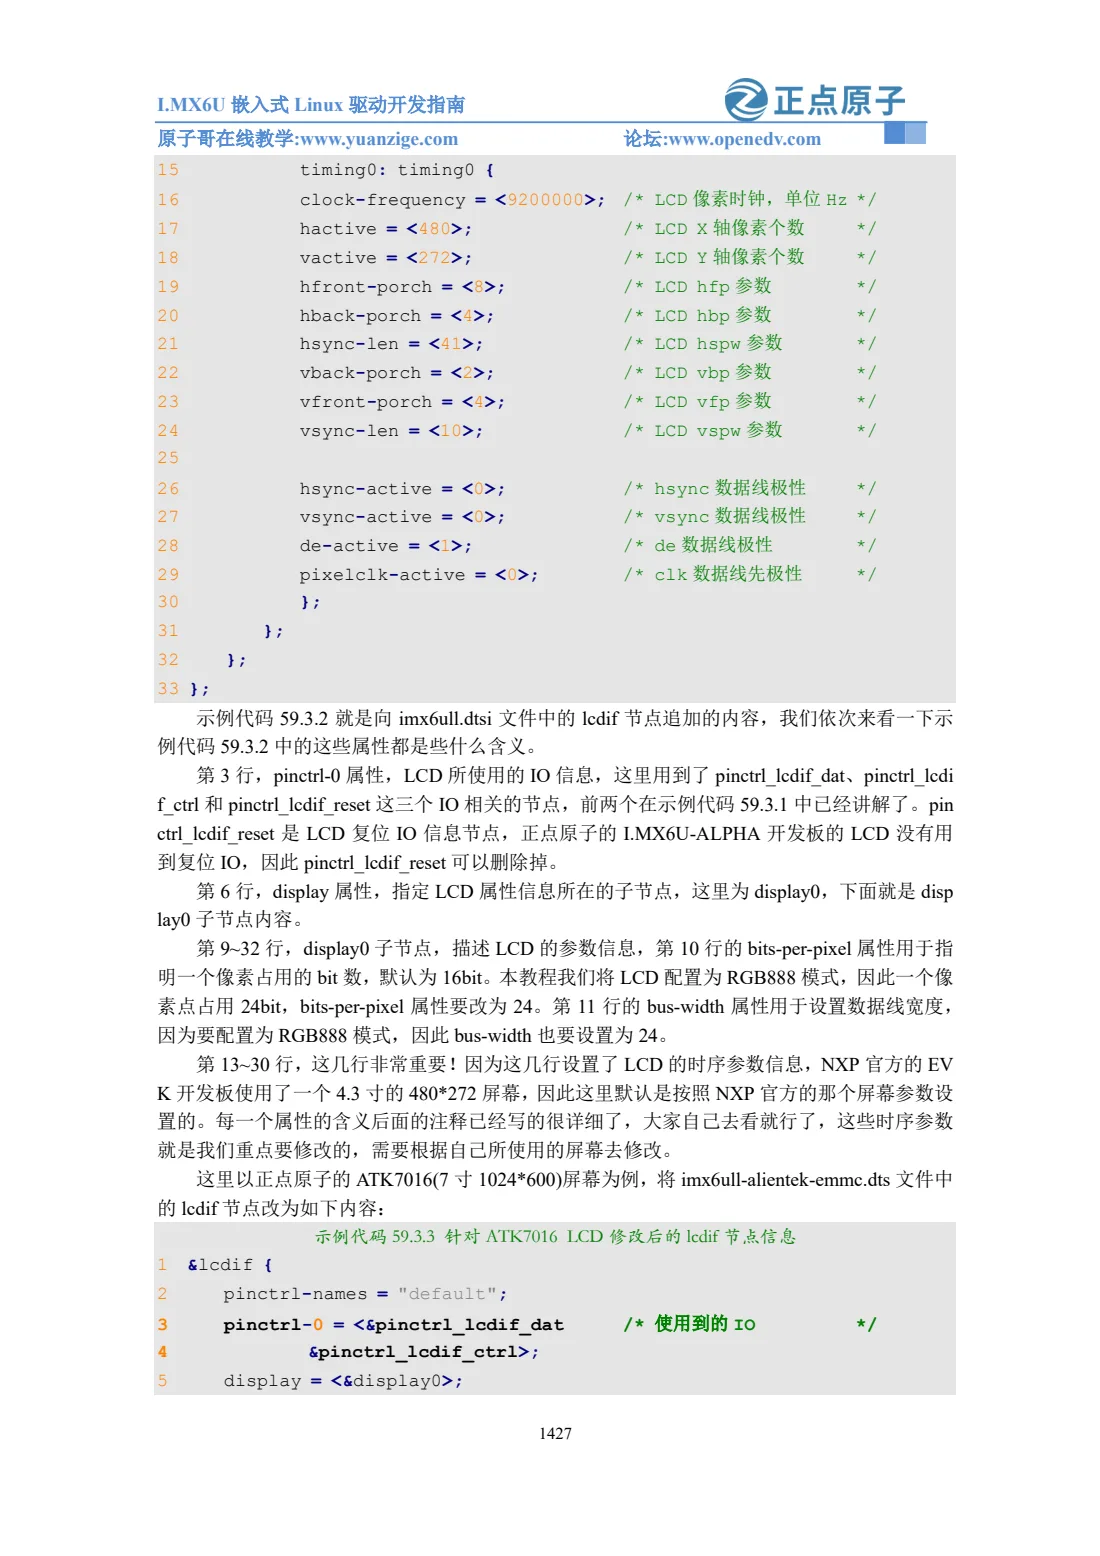 I.MX6U 嵌入式 Linux 驱动开发指南
正点原子
原子哥在线教学:www.yuanzige.com 论坛:www.openedv.com
15 timing0: timing0 {
16 clock-frequency = <9200000>; /* LCD 像素时钟，单位 Hz */
17 hactive = <480>; /* LCD X 轴像素个数 */
18 vactive = <272>; /* LCD Y 轴像素个数 */
19 hfront-porch = <8>; /* LCD hfp 参数 */
20 hback-porch = <4>; /* LCD hbp 参数 */
21 hsync-len = <41>; /* LCD hspw 参数 */
22 vback-porch = <2>; /* LCD vbp 参数 */
23 vfront-porch = <4>; /* LCD vfp 参数 */
24 vsync-len = <10>; /* LCD vspw 参数 */
25
26 hsync-active = <0>; /* hsync 数据线极性 */
27 vsync-active = <0>; /* vsync 数据线极性 */
28 de-active = <1>; /* de 数据线极性 */
29 pixelclk-active = <0>; /* clk 数据线先极性 */
30 };
31 };
32 };
33 };
示例代码 59.3.2 就是向 imx6ull.dtsi 文件中的 lcdif 节点追加的内容，我们依次来看一下示
例代码 59.3.2 中的这些属性都是些什么含义。
第 3 行，pinctrl-0 属性，LCD 所使用的 IO 信息，这里用到了 pinctrl_lcdif_dat、pinctrl_lcdi
f_ctrl 和 pinctrl_lcdif_reset 这三个 IO 相关的节点，前两个在示例代码 59.3.1 中已经讲解了。pin
ctrl_lcdif_reset 是 LCD 复位 IO 信息节点，正点原子的 I.MX6U-ALPHA 开发板的 LCD 没有用
到复位 IO，因此 pinctrl_lcdif_reset 可以删除掉。
第 6 行，display 属性，指定 LCD 属性信息所在的子节点，这里为 display0，下面就是 disp
lay0 子节点内容。
第 9~32 行，display0 子节点，描述 LCD 的参数信息，第 10 行的 bits-per-pixel 属性用于指
明一个像素占用的 bit 数，默认为 16bit。本教程我们将 LCD 配置为 RGB888 模式，因此一个像
素点占用 24bit，bits-per-pixel 属性要改为 24。第 11 行的 bus-width 属性用于设置数据线宽度，
因为要配置为 RGB888 模式，因此 bus-width 也要设置为 24。
第 13~30 行，这几行非常重要！因为这几行设置了 LCD 的时序参数信息，NXP 官方的 EV
K 开发板使用了一个 4.3 寸的 480*272 屏幕，因此这里默认是按照 NXP 官方的那个屏幕参数设
置的。每一个属性的含义后面的注释已经写的很详细了，大家自己去看就行了，这些时序参数
就是我们重点要修改的，需要根据自己所使用的屏幕去修改。
这里以正点原子的 ATK7016(7 寸 1024*600)屏幕为例，将 imx6ull-alientek-emmc.dts 文件中
的 lcdif 节点改为如下内容：
示例代码 59.3.3 针对 ATK7016 LCD 修改后的 lcdif 节点信息
1 &lcdif {
2 pinctrl-names = "default";
3 pinctrl-0 = <&pinctrl_lcdif_dat /* 使用到的 IO */
4 &pinctrl_lcdif_ctrl>;
5 display = <&display0>;
1427